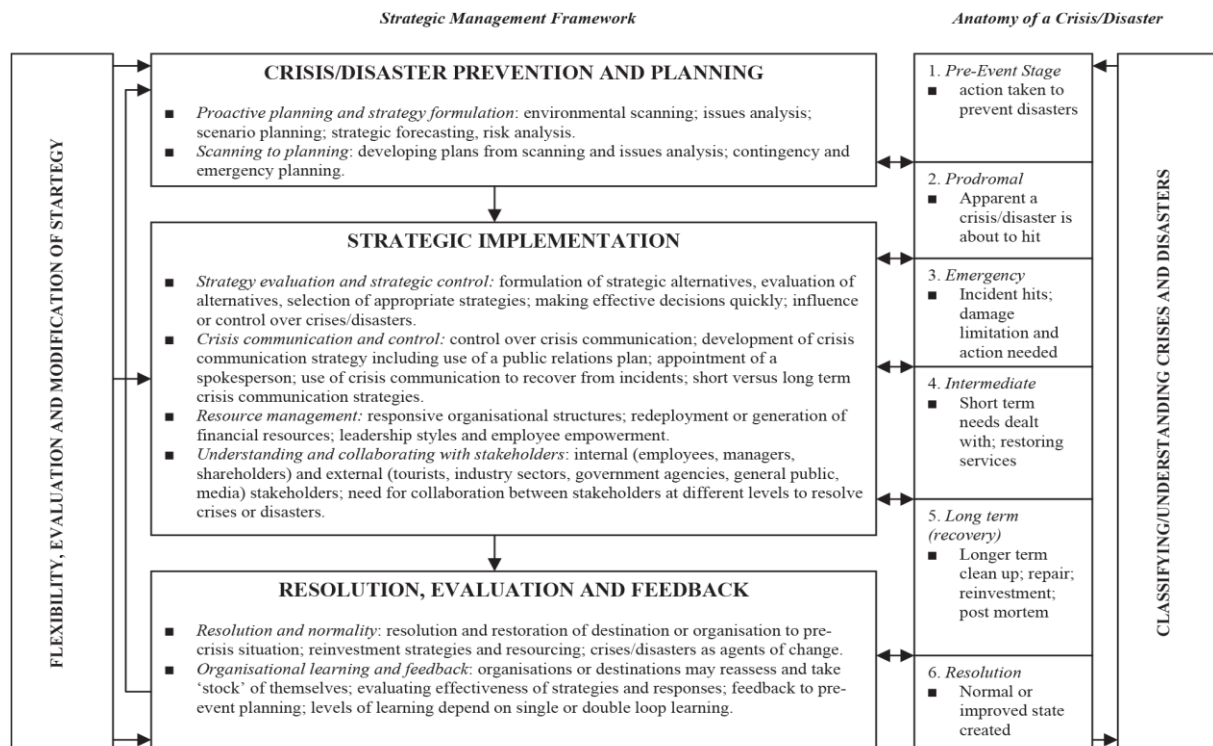 Strategic Management Framework
Anatomy of a Crisis/Disaster
FLEXIBILITY, EVALUATION AND MODIFICATION OF STARTEGY
CRISIS/DISASTER PREVENTION AND PLANNING
■ Proactive planning and strategy formulation: environmental scanning; issues analysis;
scenario planning; strategic forecasting, risk analysis.
■ Scanning to planning: developing plans from scanning and issues analysis; contingency and
emergency planning.
STRATEGIC IMPLEMENTATION
■ Strategy evaluation and strategic control: formulation of strategic alternatives, evaluation of
alternatives, selection of appropriate strategies; making effective decisions quickly; influence
or control over crises/disasters.
■ Crisis communication and control: control over crisis communication; development of crisis
communication strategy including use of a public relations plan; appointment of a
spokesperson; use of crisis communication to recover from incidents; short versus long term
crisis communication strategies.
■ Resource management: responsive organisational structures; redeployment or generation of
financial resources; leadership styles and employee empowerment.
■ Understanding and collaborating with stakeholders: internal (employees, managers,
shareholders) and external (tourists, industry sectors, government agencies, general public,
media) stakeholders; need for collaboration between stakeholders at different levels to resolve
crises or disasters.
RESOLUTION, EVALUATION AND FEEDBACK
■ Resolution and normality: resolution and restoration of destination or organisation to pre-
crisis situation; reinvestment strategies and resourcing; crises/disasters as agents of change.
■ Organisational learning and feedback: organisations or destinations may reassess and take
‘stock’ of themselves; evaluating effectiveness of strategies and responses; feedback to pre-
event planning; levels of learning depend on single or double loop learning.
1. Pre-Event Stage
■ action taken to
prevent disasters
2. Prodromal
■ Apparent a
crisis/disaster is
about to hit
3. Emergency
■ Incident hits;
damage
limitation and
action needed
4. Intermediate
■ Short term
needs dealt
with; restoring
services
5. Long term
(recovery)
■ Longer term
clean up; repair;
reinvestment;
post mortem
6. Resolution
■ Normal or
improved state
created
CLASSIFYING/UNDERSTANDING CRISES AND DISASTERS